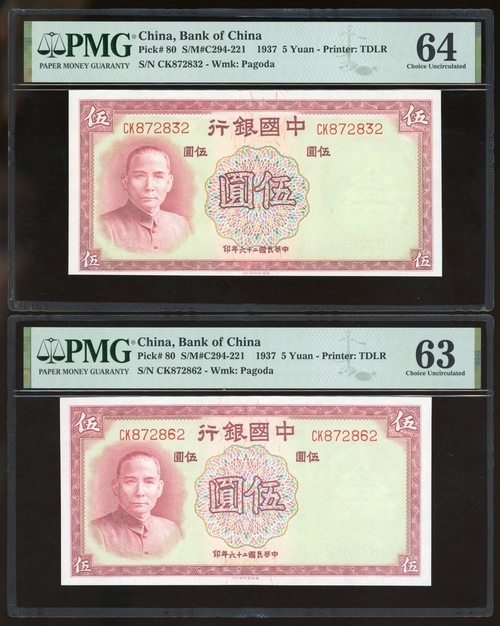 PMG
PAPER MONEY GUARANTY
China, Bank of China
Pick# 80 S/M#C294-221 1937 5 Yuan - Printer: TDLR
S/N CK872832 - Wmk: Pagoda
64
Choice Uncirculated
伍 伍
行銀國中
CK872832 CK872832
圓伍 圓伍
圓伍
印年六十二國民華中
伍 伍
PMG
PAPER MONEY GUARANTY
China, Bank of China
Pick# 80 S/M#C294-221 1937 5 Yuan - Printer: TDLR
S/N CK872862 - Wmk: Pagoda
63
Choice Uncirculated
伍 伍
行銀國中
CK872862 CK872862
圓伍 圓伍
圓伍
印年六十二國民華中
伍 伍